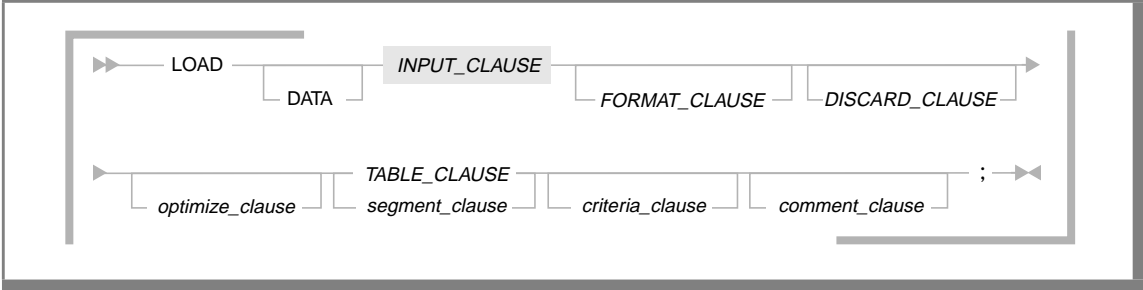 LOAD INPUT_CLAUSE
DATA FORMAT_CLAUSE DISCARD_CLAUSE
TABLE_CLAUSE ;
optimize_clause segment_clause criteria_clause comment_clause